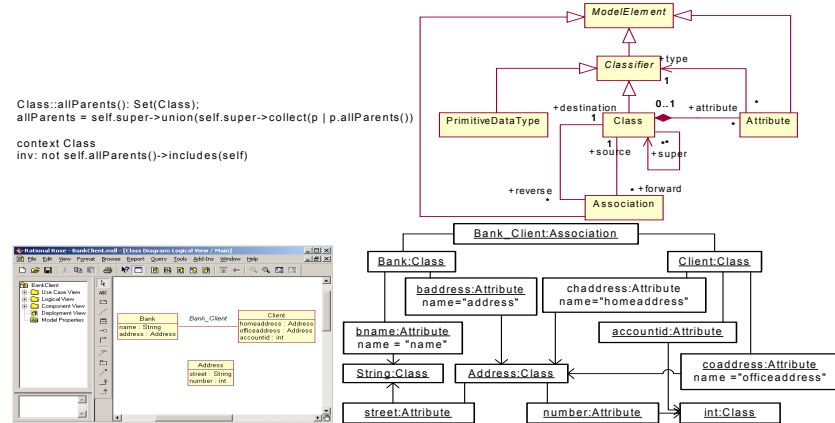 Class::allParents(): Set(Class);
allParents = self.super->union(self.super->collect(p | p.allParents())
context Class
inv: not self.allParents()->includes(self)
ModelElement
Classifier
+type
1
PrimitiveDataType
+destination
1
Class
0..1
+attribute
*
*
Attribute
1
+source
*
*
+super
+reverse
*
*
+forward
Association
Rational Rose - BankClient.mdl - [Class Diagram: Logical View / Main]
File Edit View Format Browse Report Query Tools Add-Ins Window Help
BankClient
Use Case View
Logical View
Component View
Deployment View
Model Properties
ABC
Bank
name : String
address : Address
Bank_Client
Client
homeaddress : Address
officeaddress : Address
accountid : int
Address
street : String
number : int
Bank_Client:Association
Bank:Class
Client:Class
baddress:Attribute
name="address"
chaddress:Attribute
name="homeaddress"
bname:Attribute
name = "name"
accountid:Attribute
String:Class
Address:Class
coaddress:Attribute
name ="officeaddress"
street:Attribute
number:Attribute
int:Class